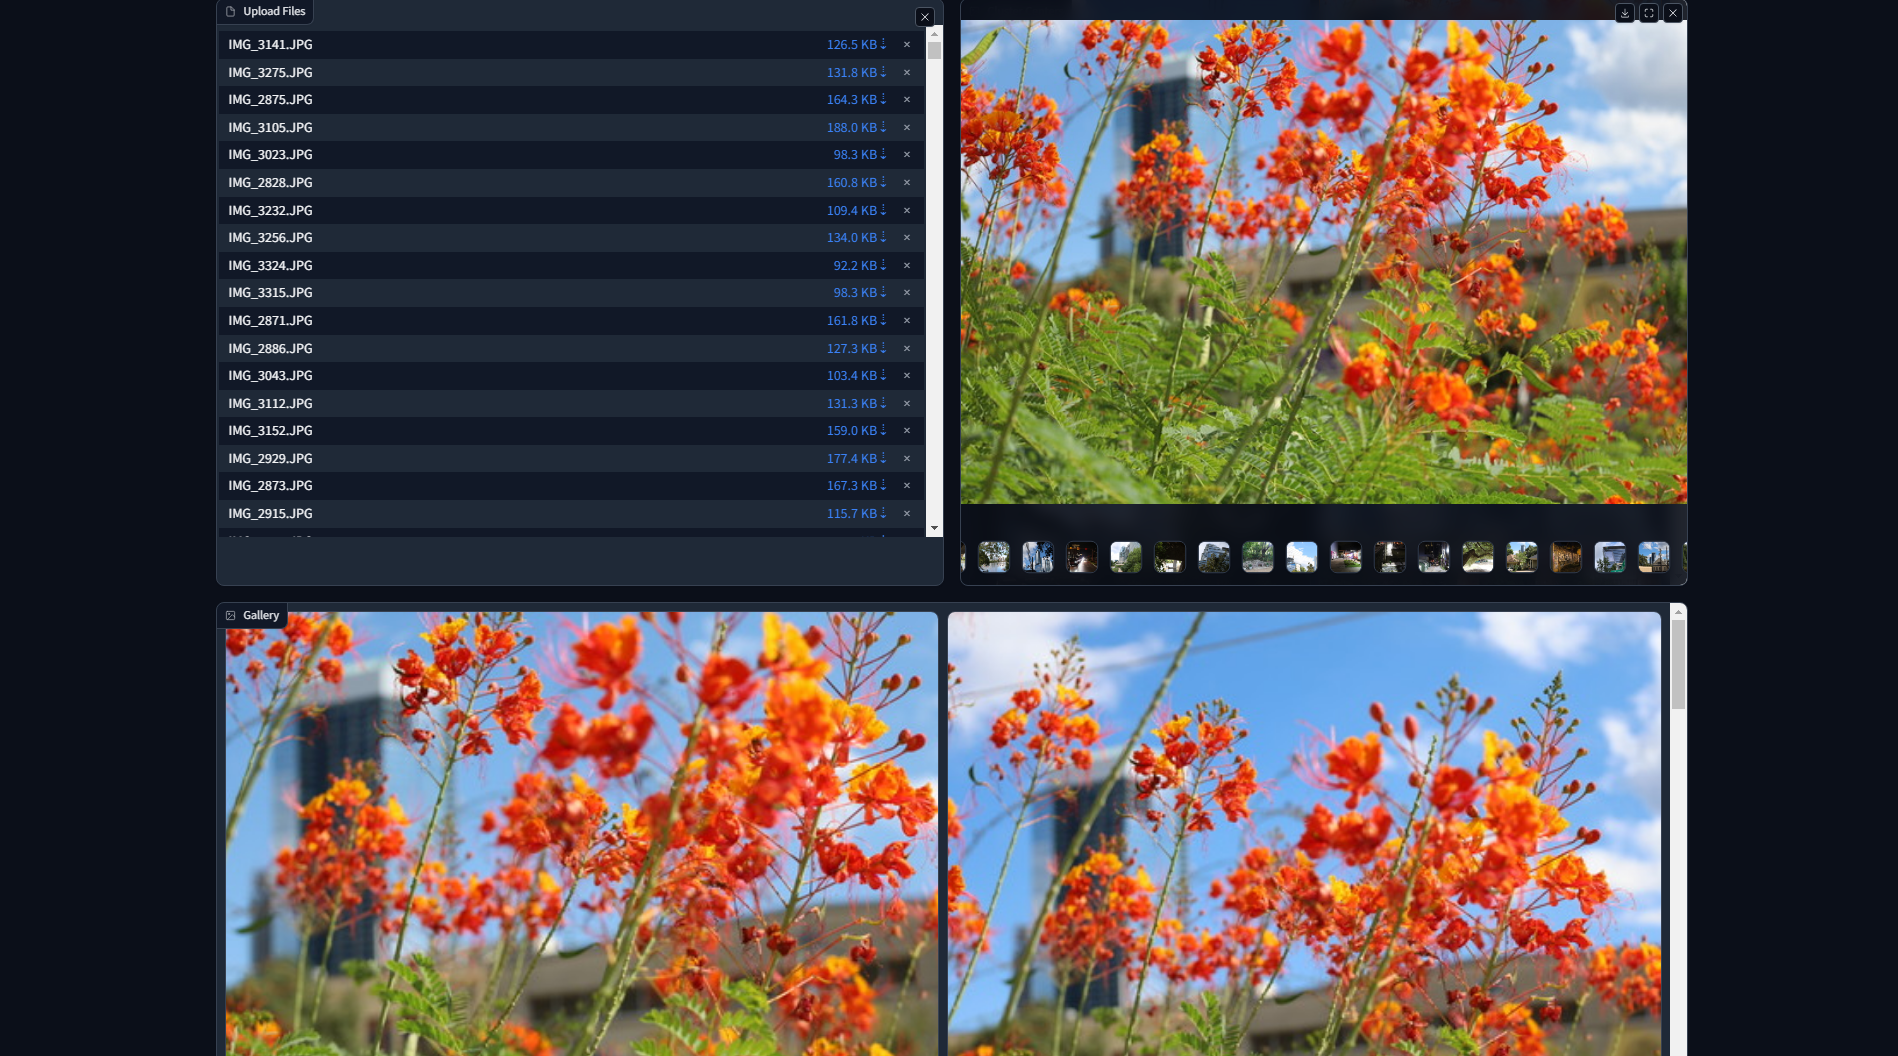 Upload Files
IMG_3141.JPG 126.5 KB ⇣ ×
IMG_3275.JPG 131.8 KB ⇣ ×
IMG_2875.JPG 164.3 KB ⇣ ×
IMG_3105.JPG 188.0 KB ⇣ ×
IMG_3023.JPG 98.3 KB ⇣ ×
IMG_2828.JPG 160.8 KB ⇣ ×
IMG_3232.JPG 109.4 KB ⇣ ×
IMG_3256.JPG 134.0 KB ⇣ ×
IMG_3324.JPG 92.2 KB ⇣ ×
IMG_3315.JPG 98.3 KB ⇣ ×
IMG_2871.JPG 161.8 KB ⇣ ×
IMG_2886.JPG 127.3 KB ⇣ ×
IMG_3043.JPG 103.4 KB ⇣ ×
IMG_3112.JPG 131.3 KB ⇣ ×
IMG_3152.JPG 159.0 KB ⇣ ×
IMG_2929.JPG 177.4 KB ⇣ ×
IMG_2873.JPG 167.3 KB ⇣ ×
IMG_2915.JPG 115.7 KB ⇣ ×
Gallery